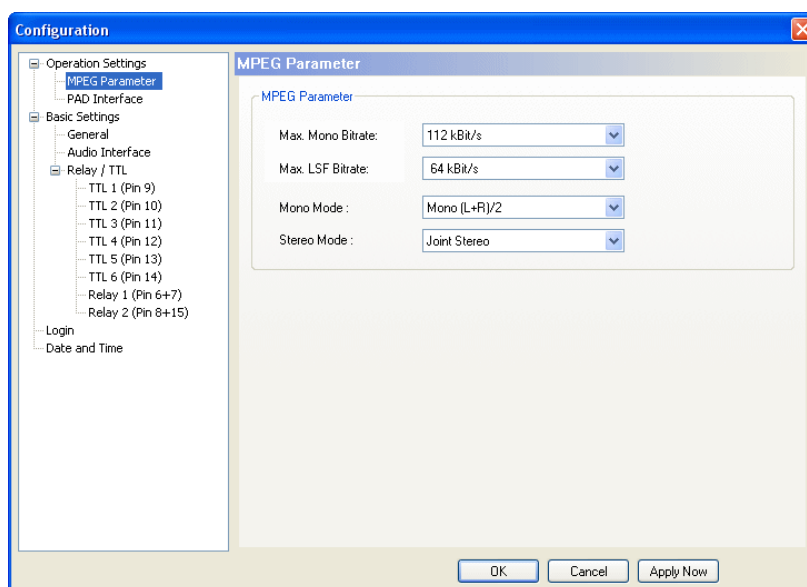 Configuration
Operation Settings
MPEG Parameter
PAD Interface
Basic Settings
General
Audio Interface
Relay / TTL
TTL 1 (Pin 9)
TTL 2 (Pin 10)
TTL 3 (Pin 11)
TTL 4 (Pin 12)
TTL 5 (Pin 13)
TTL 6 (Pin 14)
Relay 1 (Pin 6+7)
Relay 2 (Pin 8+15)
Login
Date and Time
MPEG Parameter
MPEG Parameter
Max. Mono Bitrate: 112 kBit/s
Max. LSF Bitrate: 64 kBit/s
Mono Mode : Mono (L+R)/2
Stereo Mode : Joint Stereo
OK Cancel Apply Now